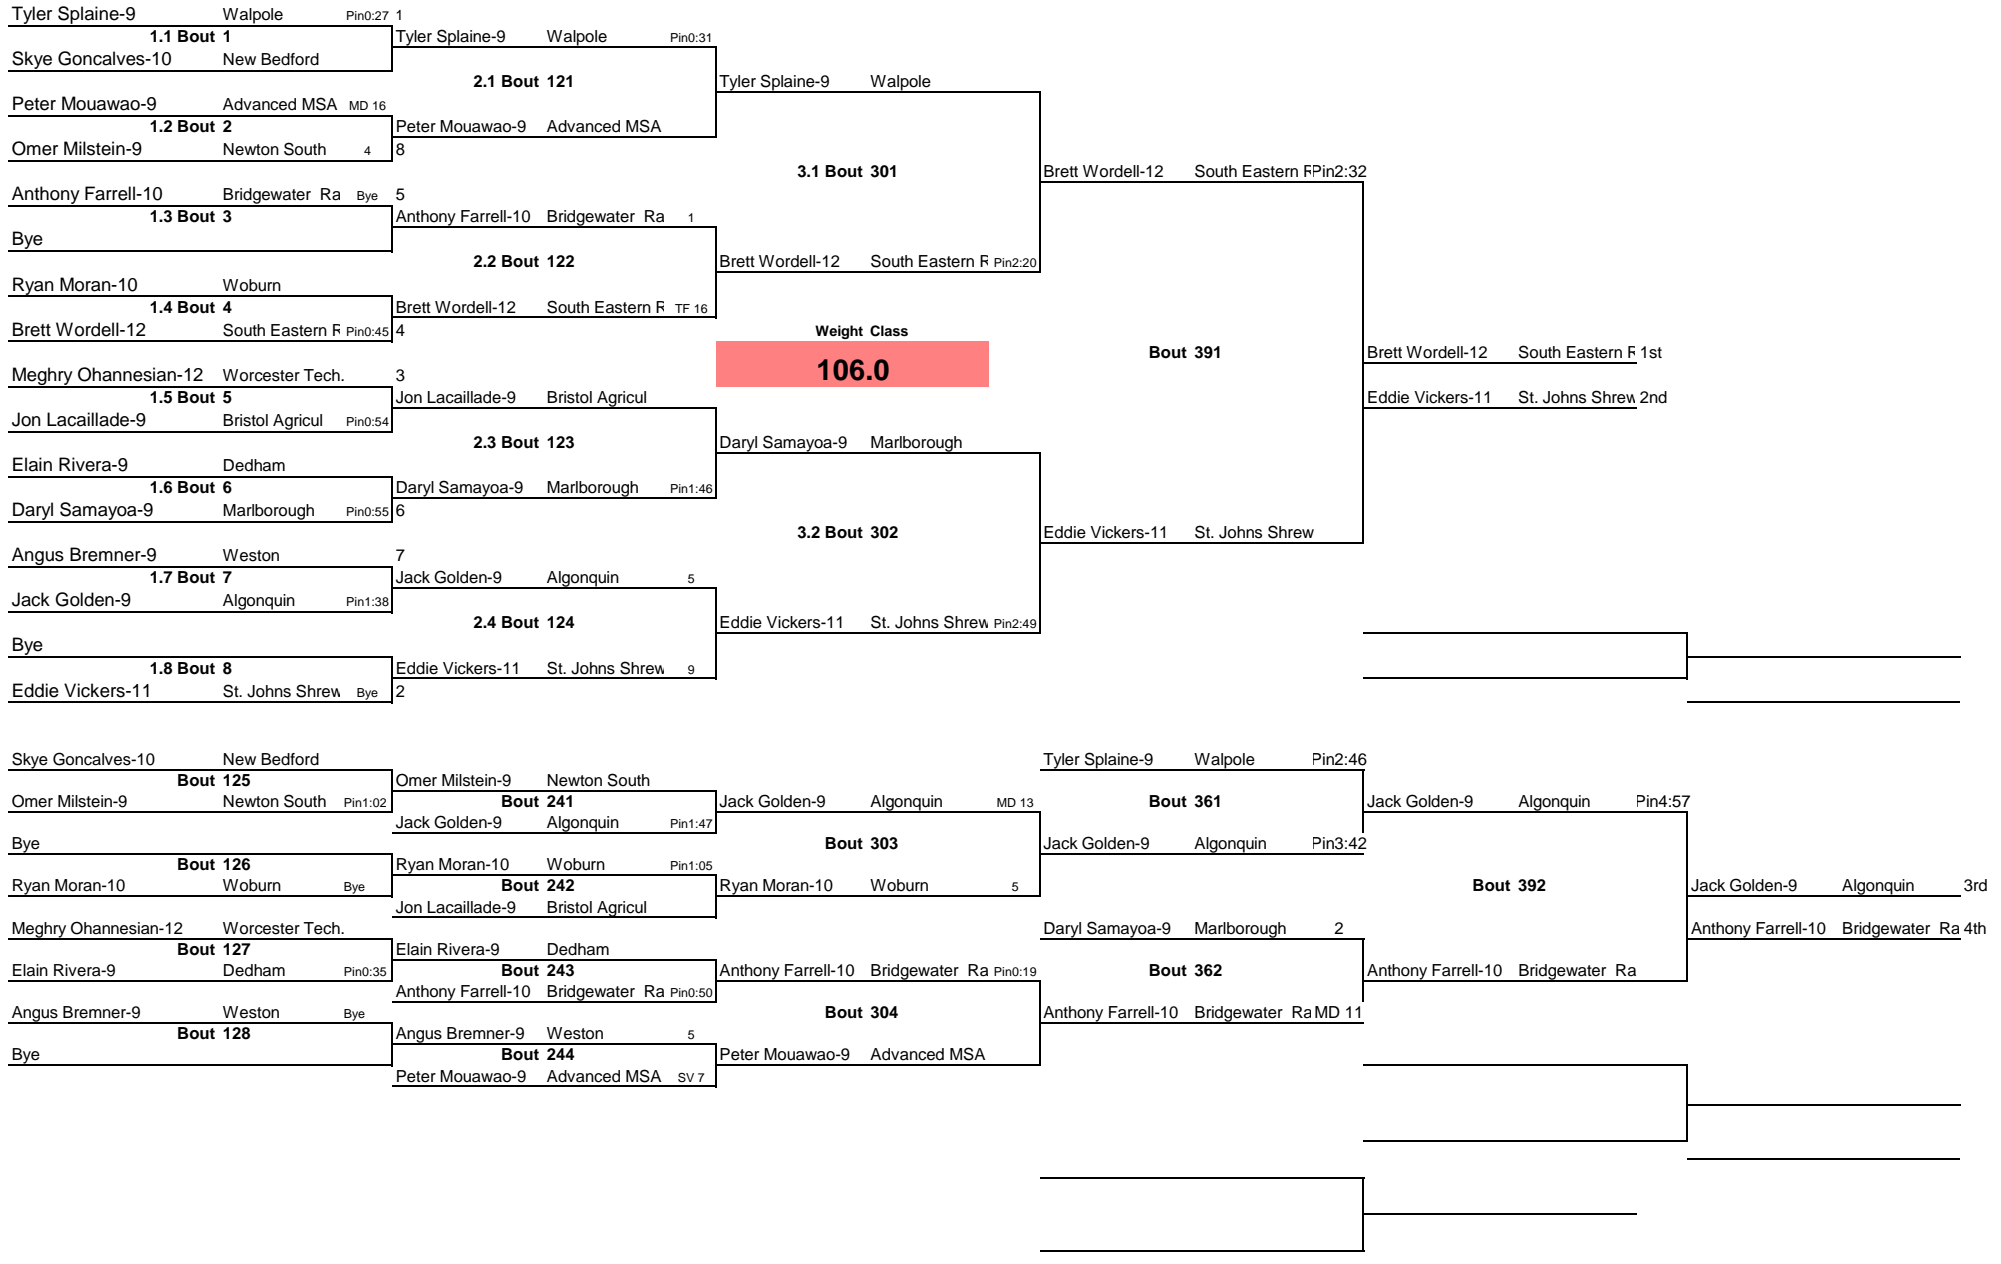 Tyler Splaine-9 Walpole Pin0:27 1
1.1 Bout 1 Tyler Splaine-9 Walpole Pin0:31
Skye Goncalves-10 New Bedford
2.1 Bout 121 Tyler Splaine-9 Walpole
Peter Mouawao-9 Advanced MSA MD 16
1.2 Bout 2 Peter Mouawao-9 Advanced MSA
Omer Milstein-9 Newton South 4 8
3.1 Bout 301 Brett Wordell-12 South Eastern R Pin2:32
Anthony Farrell-10 Bridgewater Ra Bye 5
1.3 Bout 3 Anthony Farrell-10 Bridgewater Ra 1
Bye
2.2 Bout 122 Brett Wordell-12 South Eastern R Pin2:20
Ryan Moran-10 Woburn
1.4 Bout 4 Brett Wordell-12 South Eastern R TF 16
Brett Wordell-12 South Eastern R Pin0:45 4 Weight Class
Bout 391 Brett Wordell-12 South Eastern R 1st
106.0
Meghry Ohannesian-12 Worcester Tech. 3
1.5 Bout 5 Jon Lacaillade-9 Bristol Agricul Eddie Vickers-11 St. Johns Shrew 2nd
Jon Lacaillade-9 Bristol Agricul Pin0:54
2.3 Bout 123 Daryl Samayoa-9 Marlborough
Elain Rivera-9 Dedham
1.6 Bout 6 Daryl Samayoa-9 Marlborough Pin1:46
Daryl Samayoa-9 Marlborough Pin0:55 6
3.2 Bout 302 Eddie Vickers-11 St. Johns Shrew
Angus Bremner-9 Weston 7
1.7 Bout 7 Jack Golden-9 Algonquin 5
Jack Golden-9 Algonquin Pin1:38
2.4 Bout 124 Eddie Vickers-11 St. Johns Shrew Pin2:49
Bye
1.8 Bout 8 Eddie Vickers-11 St. Johns Shrew 9
Eddie Vickers-11 St. Johns Shrew Bye 2
Skye Goncalves-10 New Bedford Tyler Splaine-9 Walpole Pin2:46
Bout 125 Omer Milstein-9 Newton South
Omer Milstein-9 Newton South Pin1:02 Bout 241 Jack Golden-9 Algonquin MD 13 Bout 361 Jack Golden-9 Algonquin Pin4:57
Jack Golden-9 Algonquin Pin1:47
Bye Bout 303 Jack Golden-9 Algonquin Pin3:42
Bout 126 Ryan Moran-10 Woburn Pin1:05
Ryan Moran-10 Woburn Bye Bout 242 Ryan Moran-10 Woburn 5 Bout 392 Jack Golden-9 Algonquin 3rd
Jon Lacaillade-9 Bristol Agricul
Meghry Ohannesian-12 Worcester Tech. Daryl Samayoa-9 Marlborough 2 Anthony Farrell-10 Bridgewater Ra 4th
Bout 127 Elain Rivera-9 Dedham
Elain Rivera-9 Dedham Pin0:35 Bout 243 Anthony Farrell-10 Bridgewater Ra Pin0:19 Bout 362 Anthony Farrell-10 Bridgewater Ra
Anthony Farrell-10 Bridgewater Ra Pin0:50
Angus Bremner-9 Weston Bye Bout 304 Anthony Farrell-10 Bridgewater Ra MD 11
Bout 128 Angus Bremner-9 Weston 5
Bye Bout 244 Peter Mouawao-9 Advanced MSA
Peter Mouawao-9 Advanced MSA SV 7